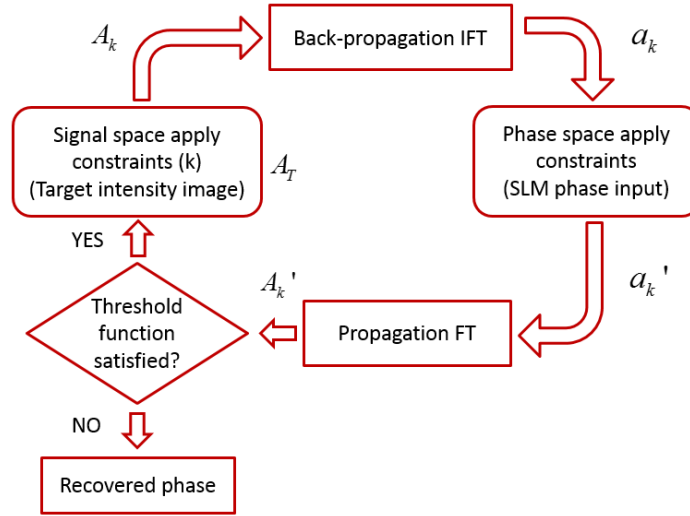 A_k
Back-propagation IFT
a_k
Signal space apply
constraints (k)
(Target intensity image)
A_T
Phase space apply
constraints
(SLM phase input)
YES
A_k'
a_k'
Threshold
function
satisfied?
Propagation FT
NO
Recovered phase